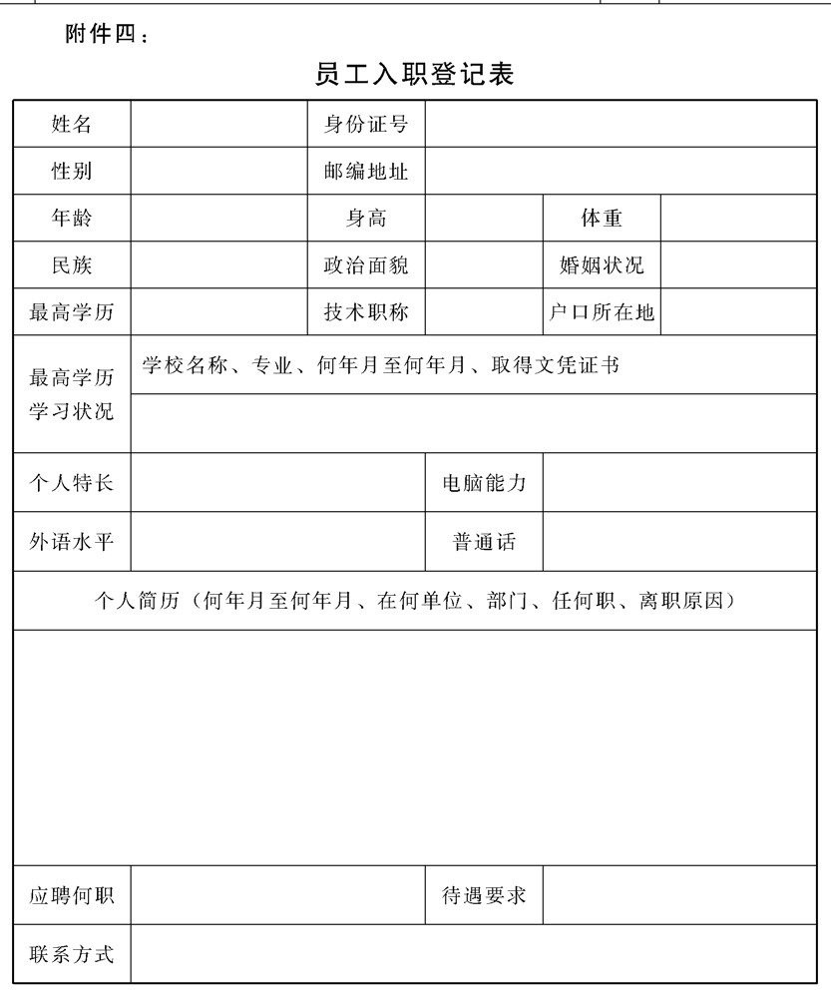 附件四：
员工入职登记表
姓名 身份证号
性别 邮编地址
年龄 身高 体重
民族 政治面貌 婚姻状况
最高学历 技术职称 户口所在地
最高学历
学习状况
学校名称、专业、何年月至何年月、取得文凭证书
个人特长 电脑能力
外语水平 普通话
个人简历（何年月至何年月、在何单位、部门、任何职、离职原因）
应聘何职 待遇要求
联系方式